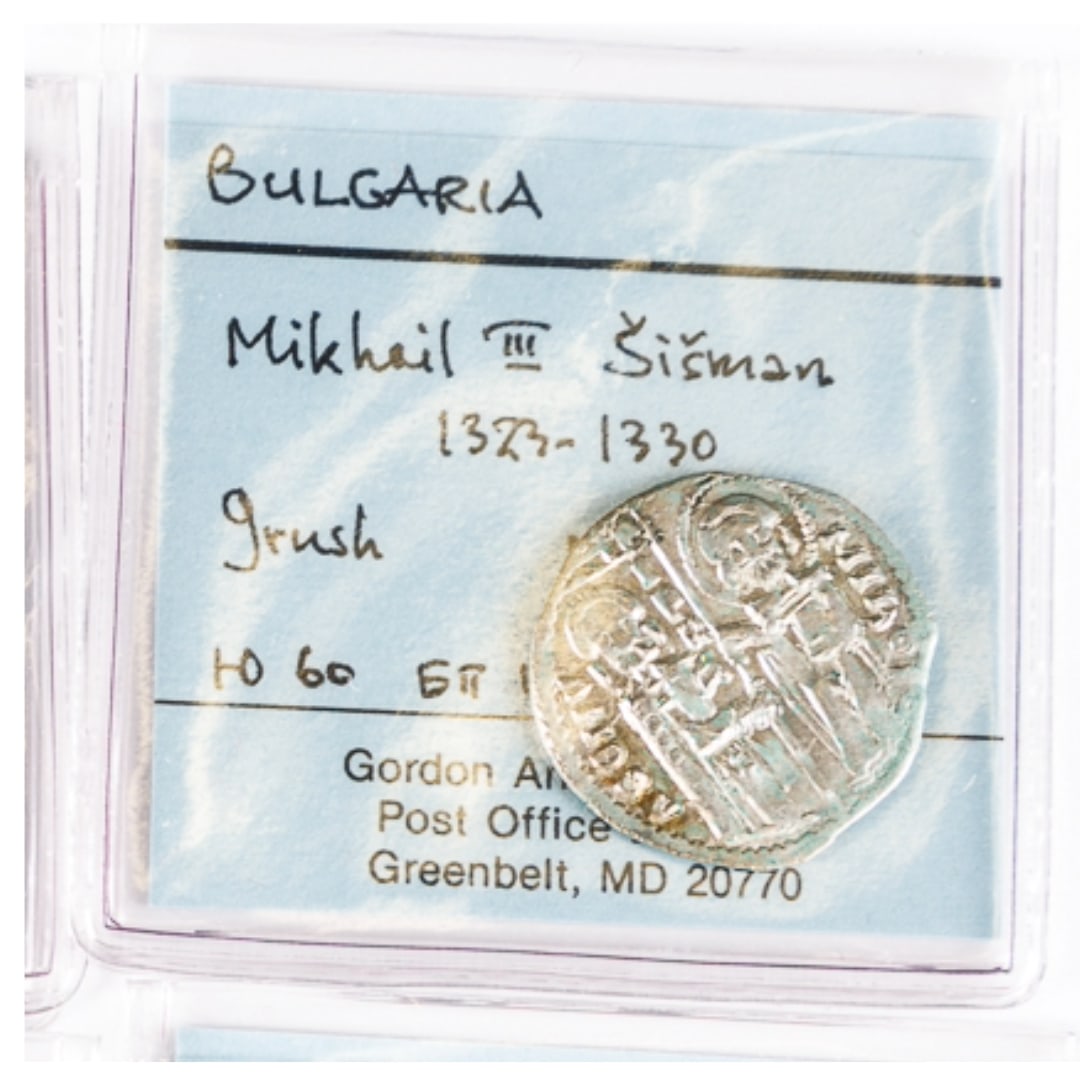 BULGARIA
Mikhail III Šišman
1323-1330
grush
Ю 60 БП
Gordon
Post Office
Greenbelt, MD 20770